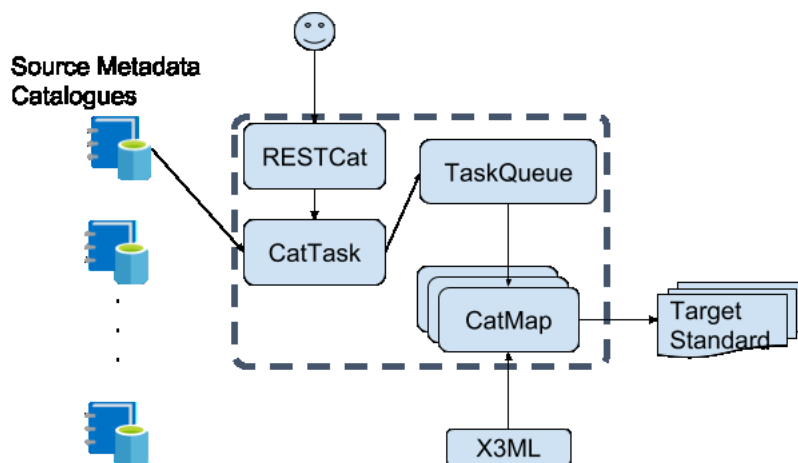 Source Metadata
Catalogues
RESTCat
TaskQueue
CatTask
CatMap
Target
Standard
X3ML